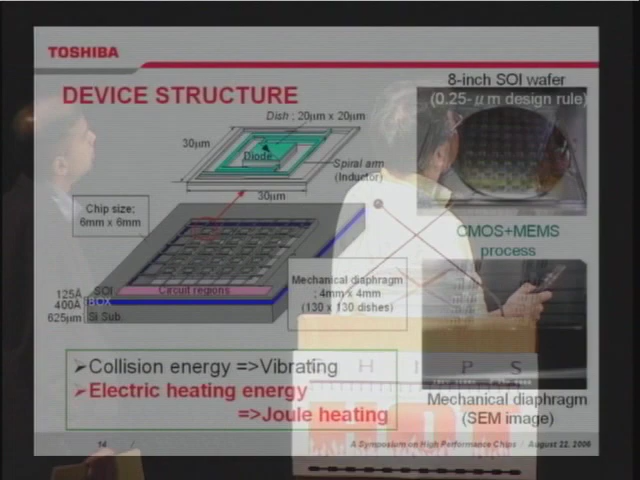 TOSHIBA
DEVICE STRUCTURE
8-inch SOI wafer
(0.25-μm design rule)
Dish ; 20μm x 20μm
30μm
Diode
Spiral arm
(Inductor)
30μm
Chip size:
6mm x 6mm
CMOS+MEMS
process
Mechanical diaphragm
; 4mm x 4mm
(130 x 130 dishes)
125Å SOI Circuit regions
400Å BOX
625μm Si Sub.
➢Collision energy =>Vibrating
➢Electric heating energy
=>Joule heating
H I P S
HOT
Mechanical diaphragm
(SEM image)
14 / A Symposium on High Performance Chips / August 22, 2006